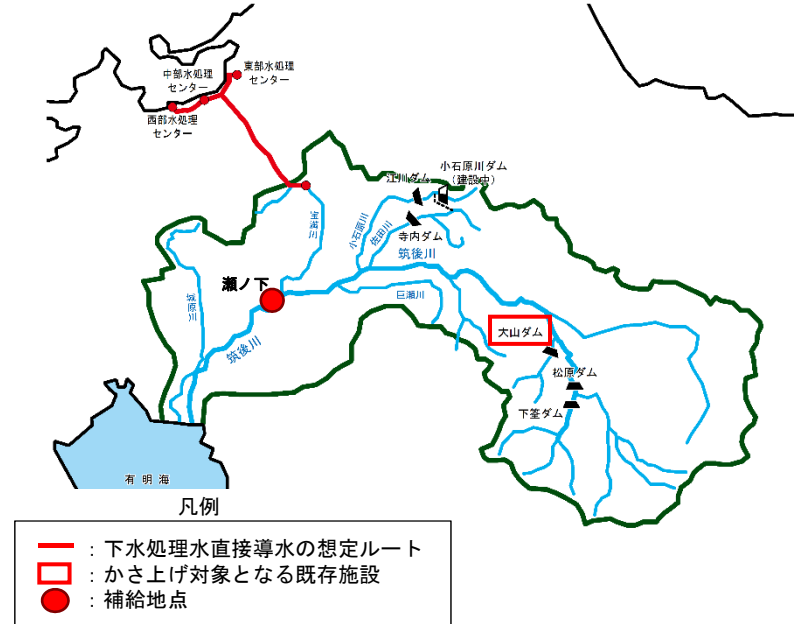 中部水処理
センター
東部水処理
センター
西部水処理
センター
江川ダム
小石原川ダム
(建設中)
宝満川
小石原川
佐田川
寺内ダム
筑後川
瀬ノ下
巨瀬川
城原川
筑後川
大山ダム
松原ダム
下筌ダム
有明海
凡例
:下水処理水直接導水の想定ルート
:かさ上げ対象となる既存施設
:補給地点